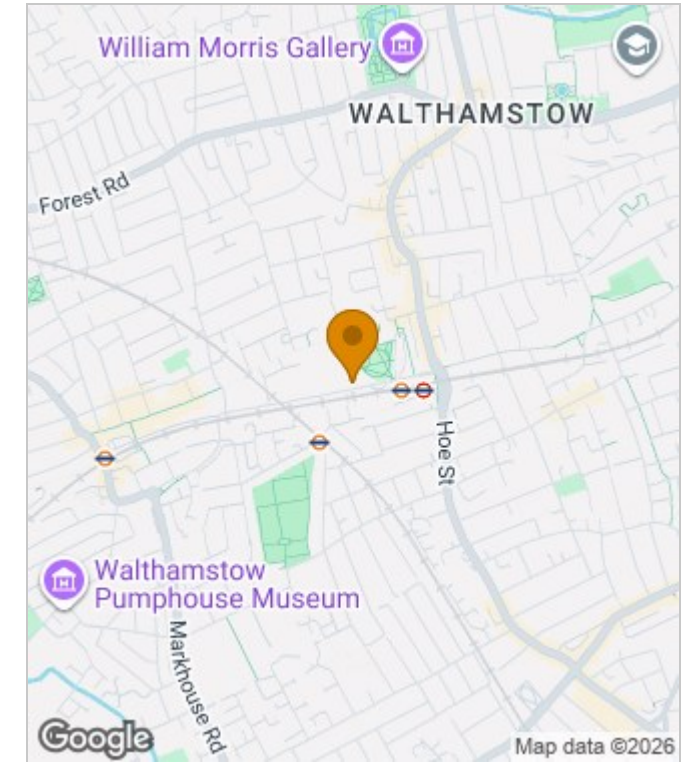 William Morris Gallery
WALTHAMSTOW
Forest Rd
Hoe St
Walthamstow
Pumphouse Museum
Markhouse Rd
Google
Map data ©2026